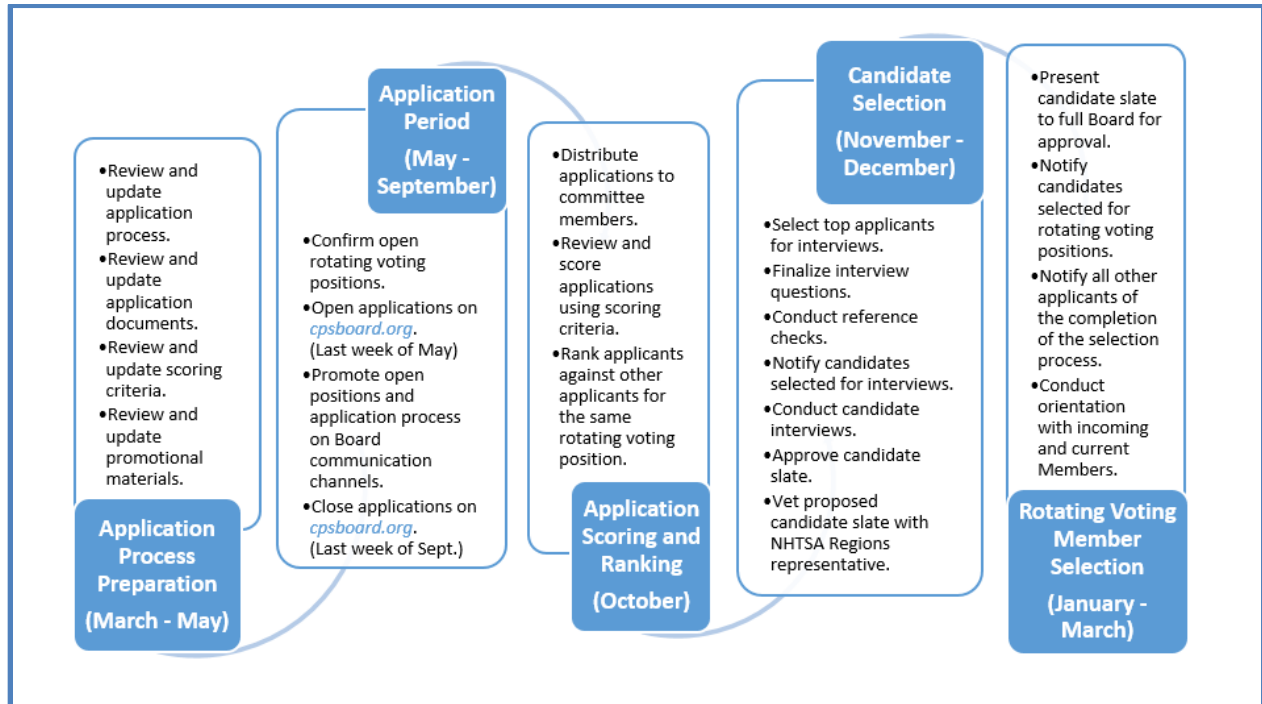 •Review and
update
application
process.
•Review and
update
application
documents.
•Review and
update scoring
criteria.
•Review and
update
promotional
materials.
Application
Process
Preparation
(March - May)
Application
Period
(May -
September)
•Confirm open
rotating voting
positions.
•Open applications on
cpsboard.org.
(Last week of May)
•Promote open
positions and
application process
on Board
communication
channels.
•Close applications on
cpsboard.org.
(Last week of Sept.)
•Distribute
applications to
committee
members.
•Review and
score
applications
using scoring
criteria.
•Rank applicants
against other
applicants for
the same
rotating voting
position.
Application
Scoring and
Ranking
(October)
Candidate
Selection
(November -
December)
•Select top applicants
for interviews.
•Finalize interview
questions.
•Conduct reference
checks.
•Notify candidates
selected for interviews.
•Conduct candidate
interviews.
•Approve candidate
slate.
•Vet proposed
candidate slate with
NHTSA Regions
representative.
•Present
candidate slate
to full Board for
approval.
•Notify
candidates
selected for
rotating voting
positions.
•Notify all other
applicants of
the completion
of the selection
process.
•Conduct
orientation
with incoming
and current
Members.
Rotating Voting
Member
Selection
(January -
March)